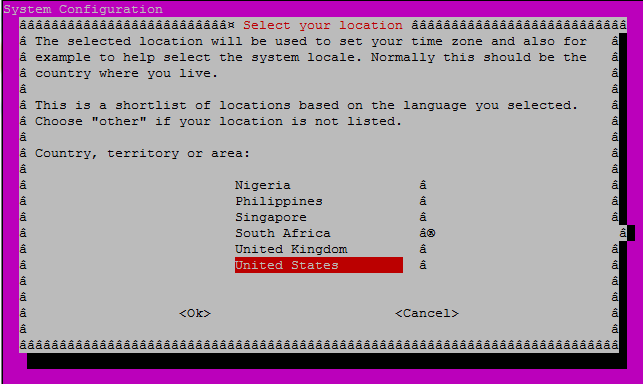 System Configuration
ââââââââââââââââââââââââââ¤ Select your location ââââââââââââââââââââââââââââ
â The selected location will be used to set your time zone and also for â
â example to help select the system locale. Normally this should be the â
â country where you live. â
â â
â This is a shortlist of locations based on the language you selected. â
â Choose "other" if your location is not listed. â
â â
â Country, territory or area: â
â â
â Nigeria â â
â Philippines â â
â Singapore â â
â South Africa â® â
â United Kingdom â â
â United States â â
â â
â â
â <Ok> <Cancel> â
â â
âââââââââââââââââââââââââââââââââââââââââââââââââââââââââââââââââââââââââââ